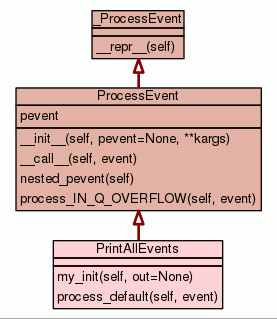 _ProcessEvent
__repr__(self)
ProcessEvent
pevent
__init__(self, pevent=None, **kargs)
__call__(self, event)
nested_pevent(self)
process_IN_Q_OVERFLOW(self, event)
PrintAllEvents
my_init(self, out=None)
process_default(self, event)